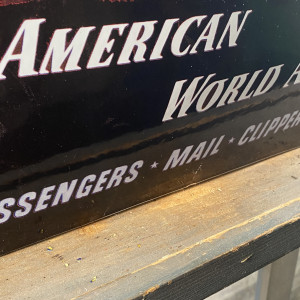 AMERICAN
WORLD
SSENGERS * MAIL * CLIPPER